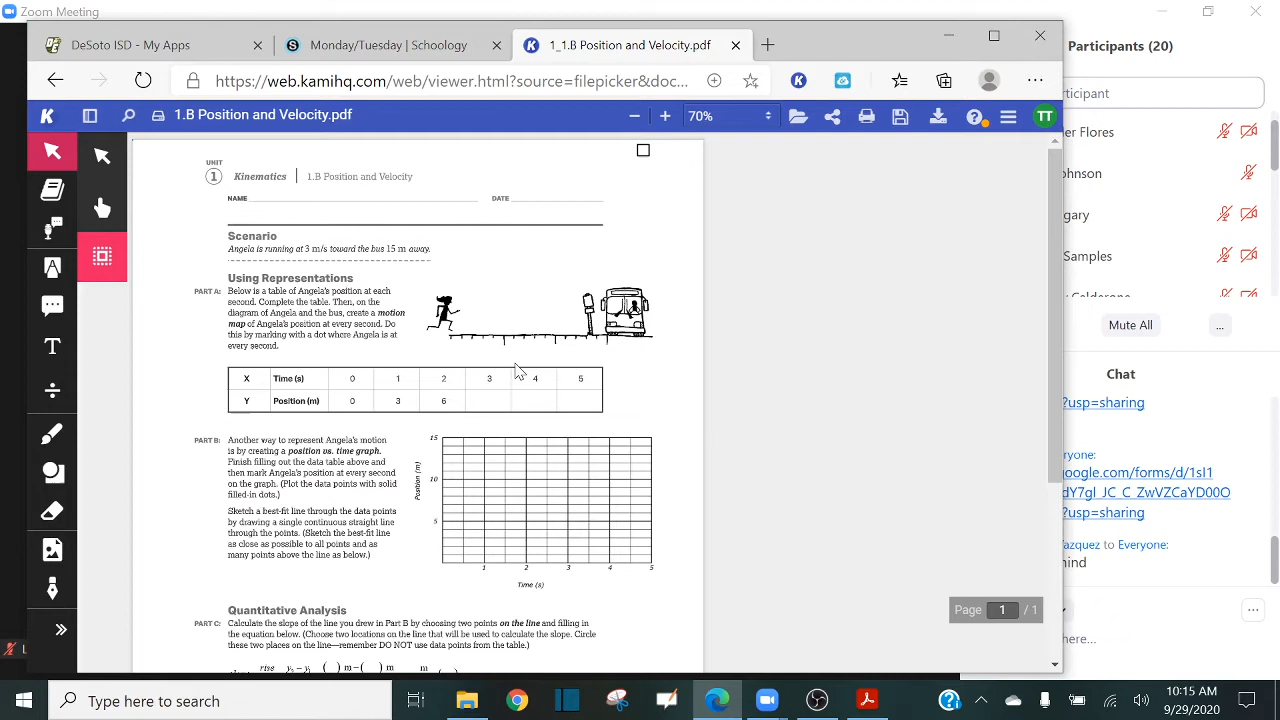 Zoom Meeting
DeSoto ISD - My Apps
Monday/Tuesday | Schoology
1_1.B Position and Velocity.pdf
https://web.kamihq.com/web/viewer.html?source=filepicker&doc...
1.B Position and Velocity.pdf
70%
TT
UNIT
1 Kinematics | 1.B Position and Velocity
NAME
DATE
Scenario
Angela is running at 3 m/s toward the bus 15 m away.
Using Representations
PART A: Below is a table of Angela's position at each
second. Complete the table. Then, on the
diagram of Angela and the bus, create a motion
map of Angela's position at every second. Do
this by marking with a dot where Angela is at
every second.
X Time (s) 0 1 2 3 4 5
Y Position (m) 0 3 6
PART B: Another way to represent Angela's motion
is by creating a position vs. time graph.
Finish filling out the data table above and
then mark Angela's position at every second
on the graph. (Plot the data points with solid
filled-in dots.)
Sketch a best-fit line through the data points
by drawing a single continuous straight line
through the points. (Sketch the best-fit line
as close as possible to all points and as
many points above the line as below.)
15
10
5
Position (m)
1 2 3 4 5
Time (s)
Quantitative Analysis
PART C: Calculate the slope of the line you drew in Part B by choosing two points on the line and filling in
the equation below. (Choose two locations on the line that will be used to calculate the slope. Circle
these two places on the line—remember DO NOT use data points from the table.)
rise y₂ – y₁ ( ) m – ( ) m m
Page 1 / 1
Participants (20)
ticipant
er Flores
ohnson
gary
Samples
Calderone
Mute All
...
Chat
?usp=sharing
eryone:
oogle.com/forms/d/1sI1
dY7gl_JC_C_ZwVZCaYD00O
?usp=sharing
azquez to Everyone:
ind
here...
Type here to search
10:15 AM
9/29/2020